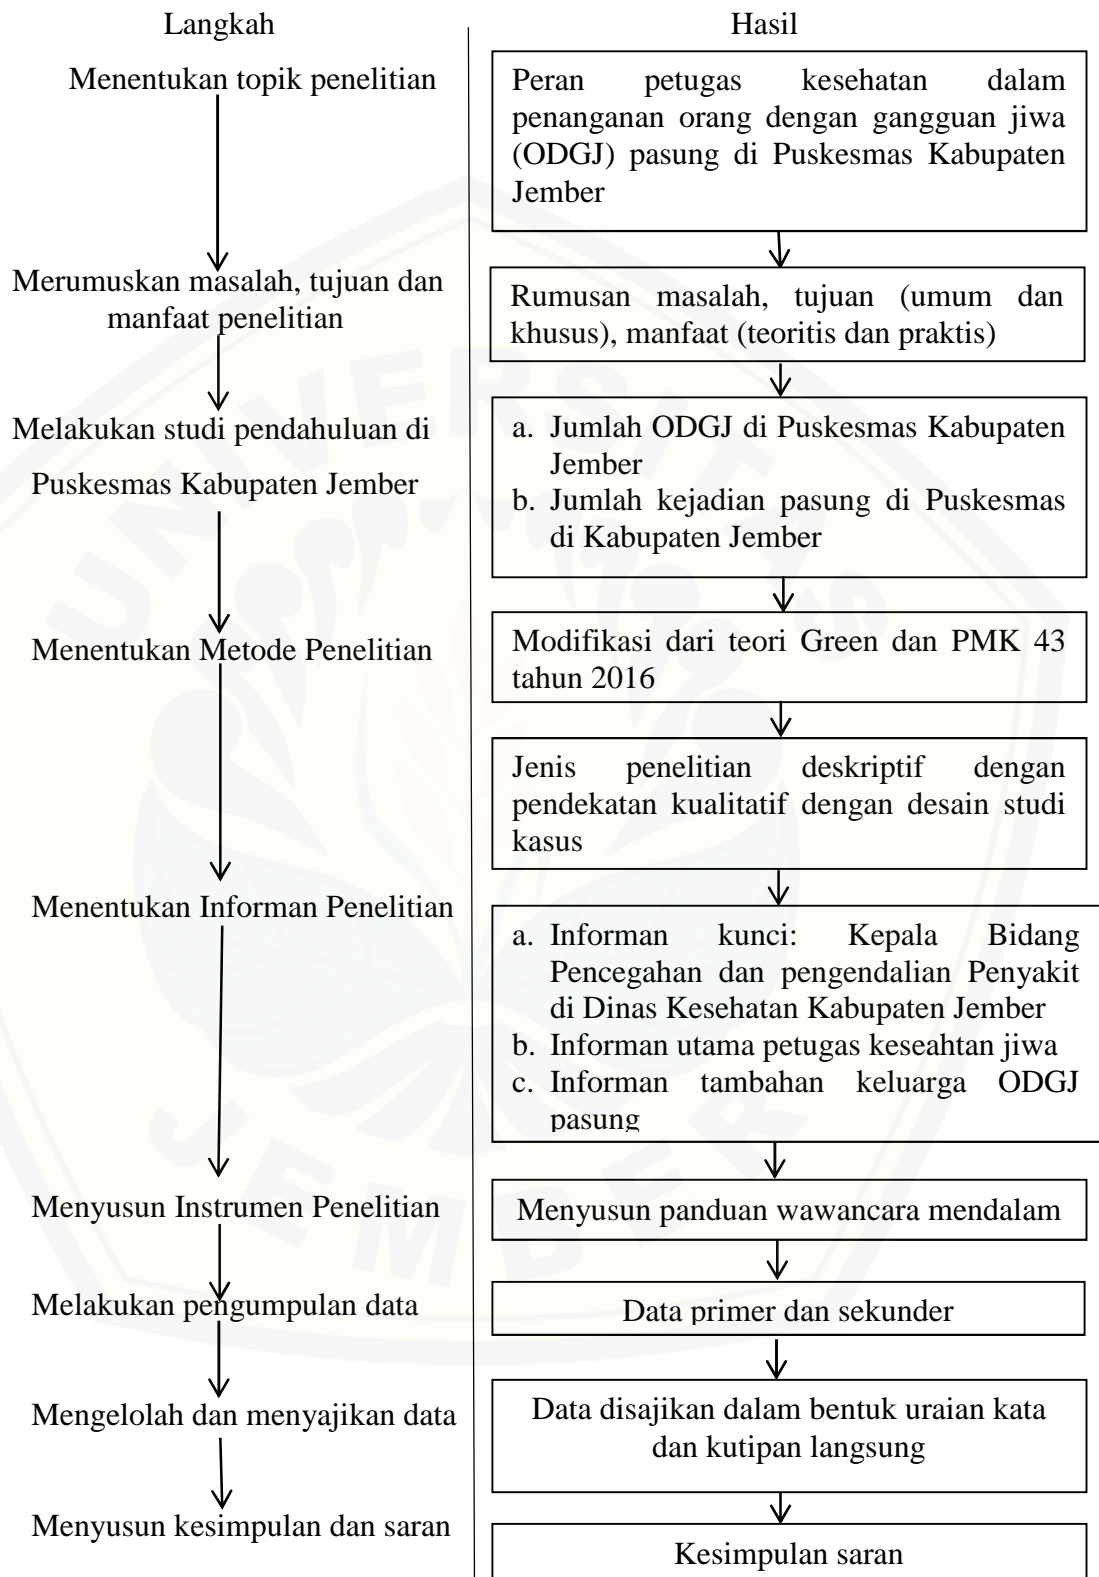 Langkah
Hasil
Menentukan topik penelitian
Peran petugas kesehatan dalam
penanganan orang dengan gangguan jiwa
(ODGJ) pasung di Puskesmas Kabupaten
Jember
Merumuskan masalah, tujuan dan
manfaat penelitian
Rumusan masalah, tujuan (umum dan
khusus), manfaat (teoritis dan praktis)
Melakukan studi pendahuluan di
Puskesmas Kabupaten Jember
a. Jumlah ODGJ di Puskesmas Kabupaten
Jember
b. Jumlah kejadian pasung di Puskesmas
di Kabupaten Jember
Menentukan Metode Penelitian
Modifikasi dari teori Green dan PMK 43
tahun 2016
Jenis penelitian deskriptif dengan
pendekatan kualitatif dengan desain studi
kasus
Menentukan Informan Penelitian
a. Informan kunci: Kepala Bidang
Pencegahan dan pengendalian Penyakit
di Dinas Kesehatan Kabupaten Jember
b. Informan utama petugas keseahtan jiwa
c. Informan tambahan keluarga ODGJ
pasung
Menyusun Instrumen Penelitian
Menyusun panduan wawancara mendalam
Melakukan pengumpulan data
Data primer dan sekunder
Mengelolah dan menyajikan data
Data disajikan dalam bentuk uraian kata
dan kutipan langsung
Menyusun kesimpulan dan saran
Kesimpulan saran
UNIVERSITAS
JEMBER